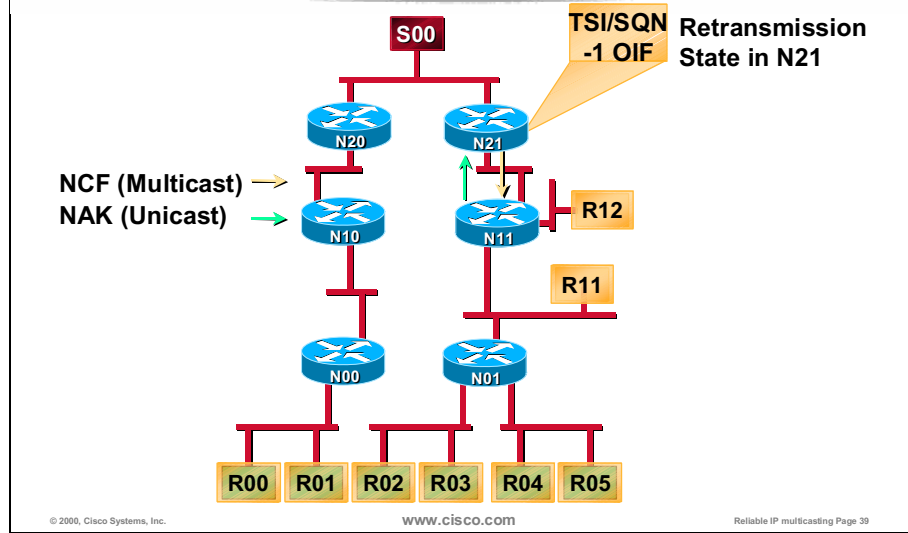 S00
TSI/SQN
-1 OIF
Retransmission
State in N21
N20
N21
NCF (Multicast)
NAK (Unicast)
N10
N11
R12
R11
N00
N01
R00
R01
R02
R03
R04
R05
© 2000, Cisco Systems, Inc.
www.cisco.com
Reliable IP multicasting Page 39